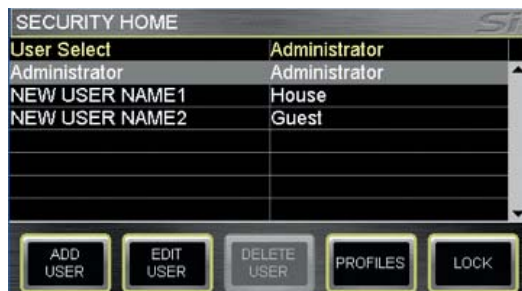 SECURITY HOME Si
User Select Administrator
Administrator Administrator
NEW USER NAME1 House
NEW USER NAME2 Guest
ADD USER
EDIT USER
DELETE USER
PROFILES
LOCK